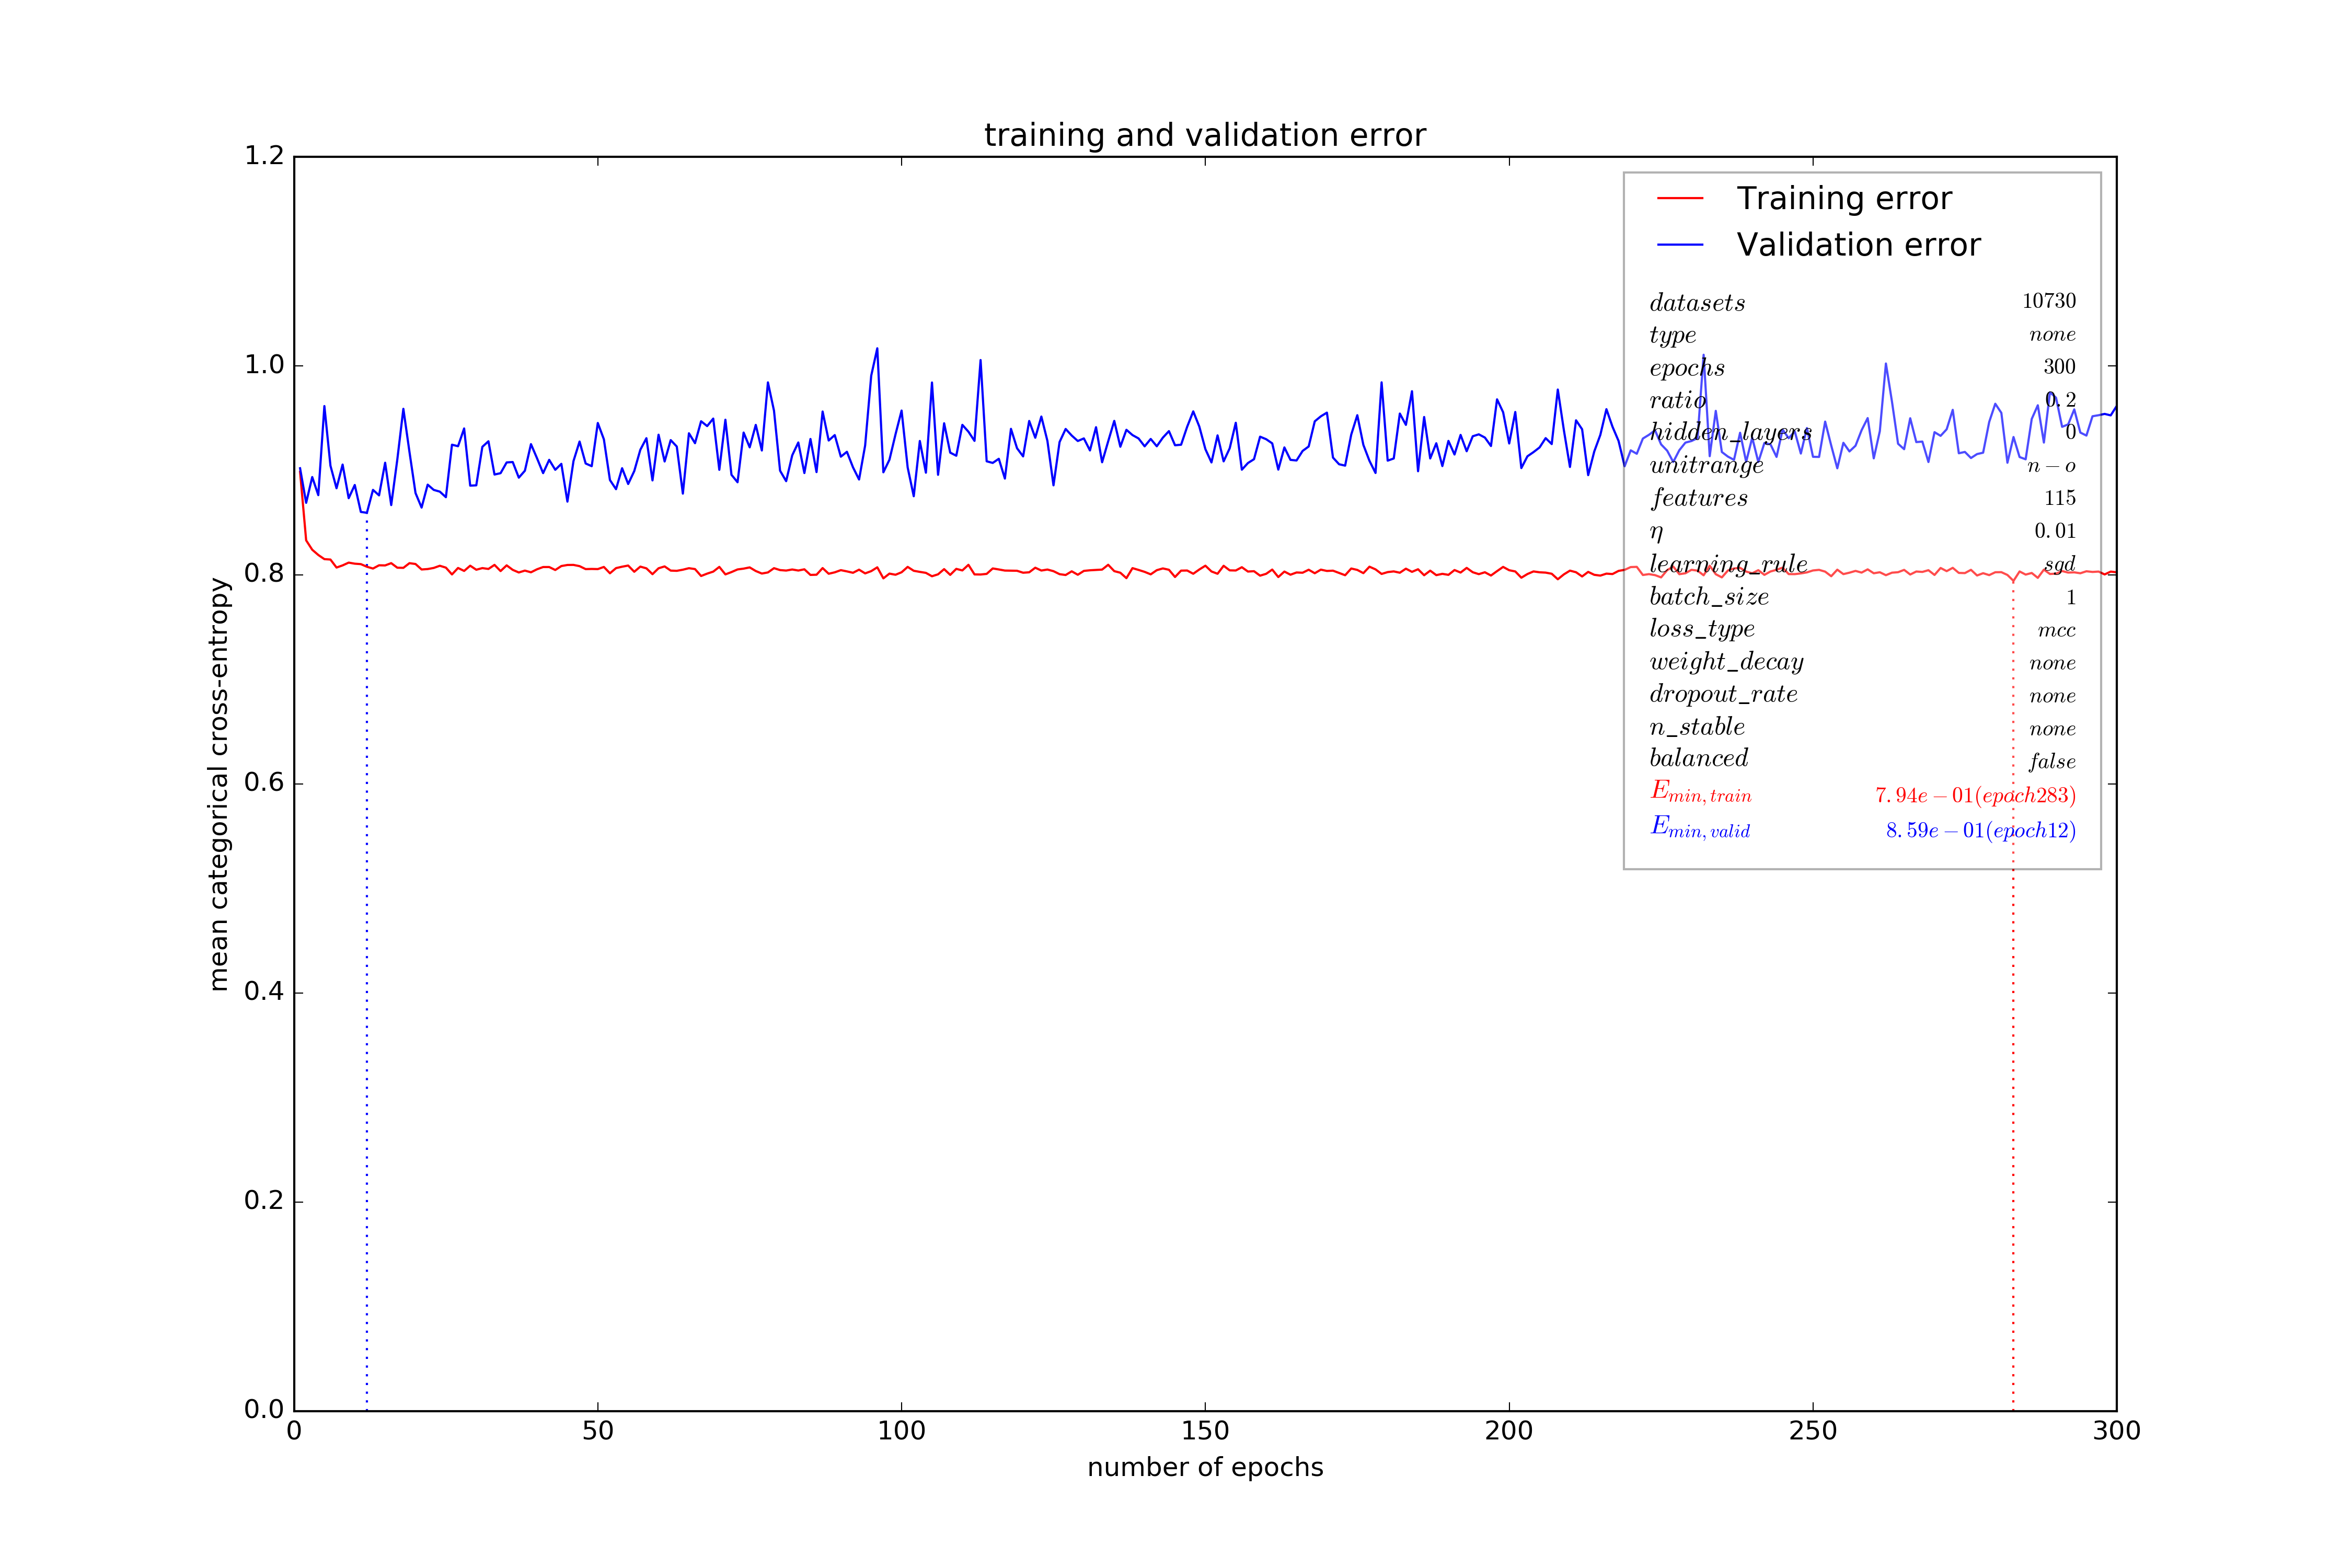 training and validation error
1.2
1.0
0.8
0.6
0.4
0.2
0.0
mean categorical cross-entropy
Training error
Validation error
datasets 10730
type none
epochs 300
ratio 0.2
hidden_layers 0
unitrange n − o
features 115
η 0.01
learning_rule sgd
batch_size 1
loss_type mcc
weight_decay none
dropout_rate none
n_stable none
balanced false
E_{min, train} 7.94e − 01(epoch283)
E_{min, valid} 8.59e − 01(epoch12)
0 50 100 150 200 250 300
number of epochs